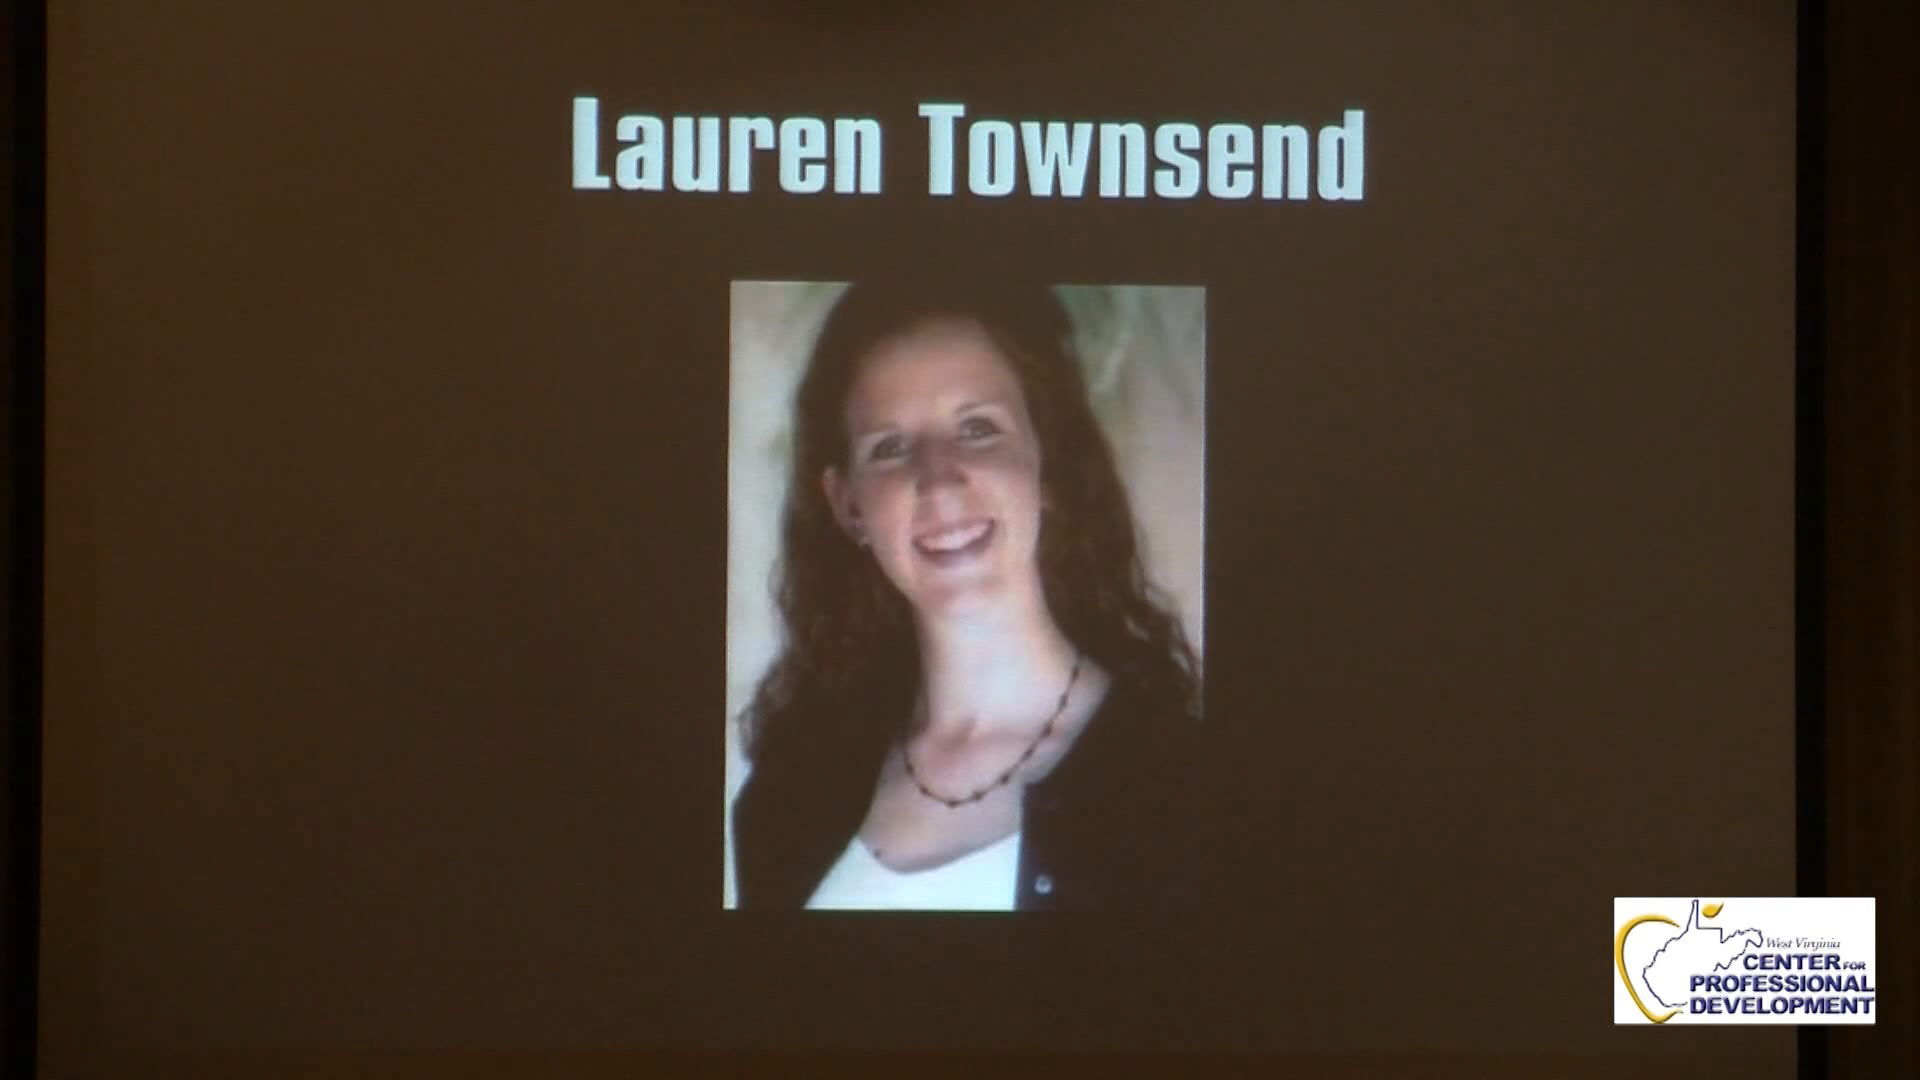 Lauren Townsend
West Virginia
CENTER FOR
PROFESSIONAL
DEVELOPMENT